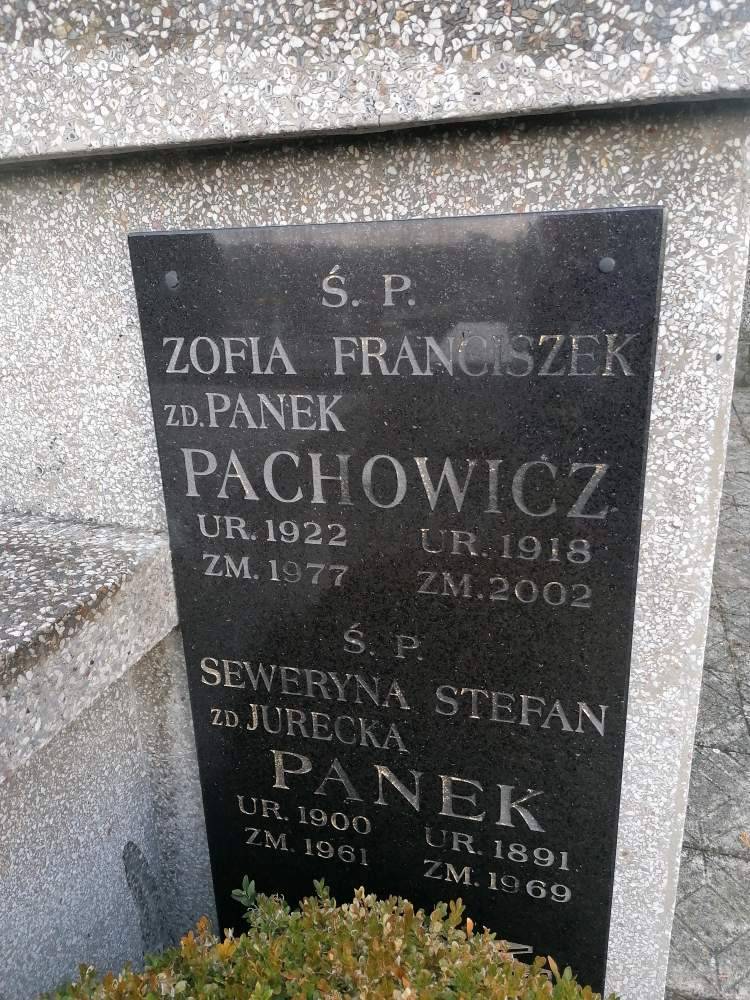 Ś. P.
ZOFIA FRANCISZEK
ZD. PANEK
PACHOWICZ
UR. 1922 UR. 1918
ZM. 1977 ZM. 2002
Ś. P.
SEWERYNA STEFAN
ZD. JURECKA
PANEK
UR. 1900 UR. 1891
ZM. 1961 ZM. 1969